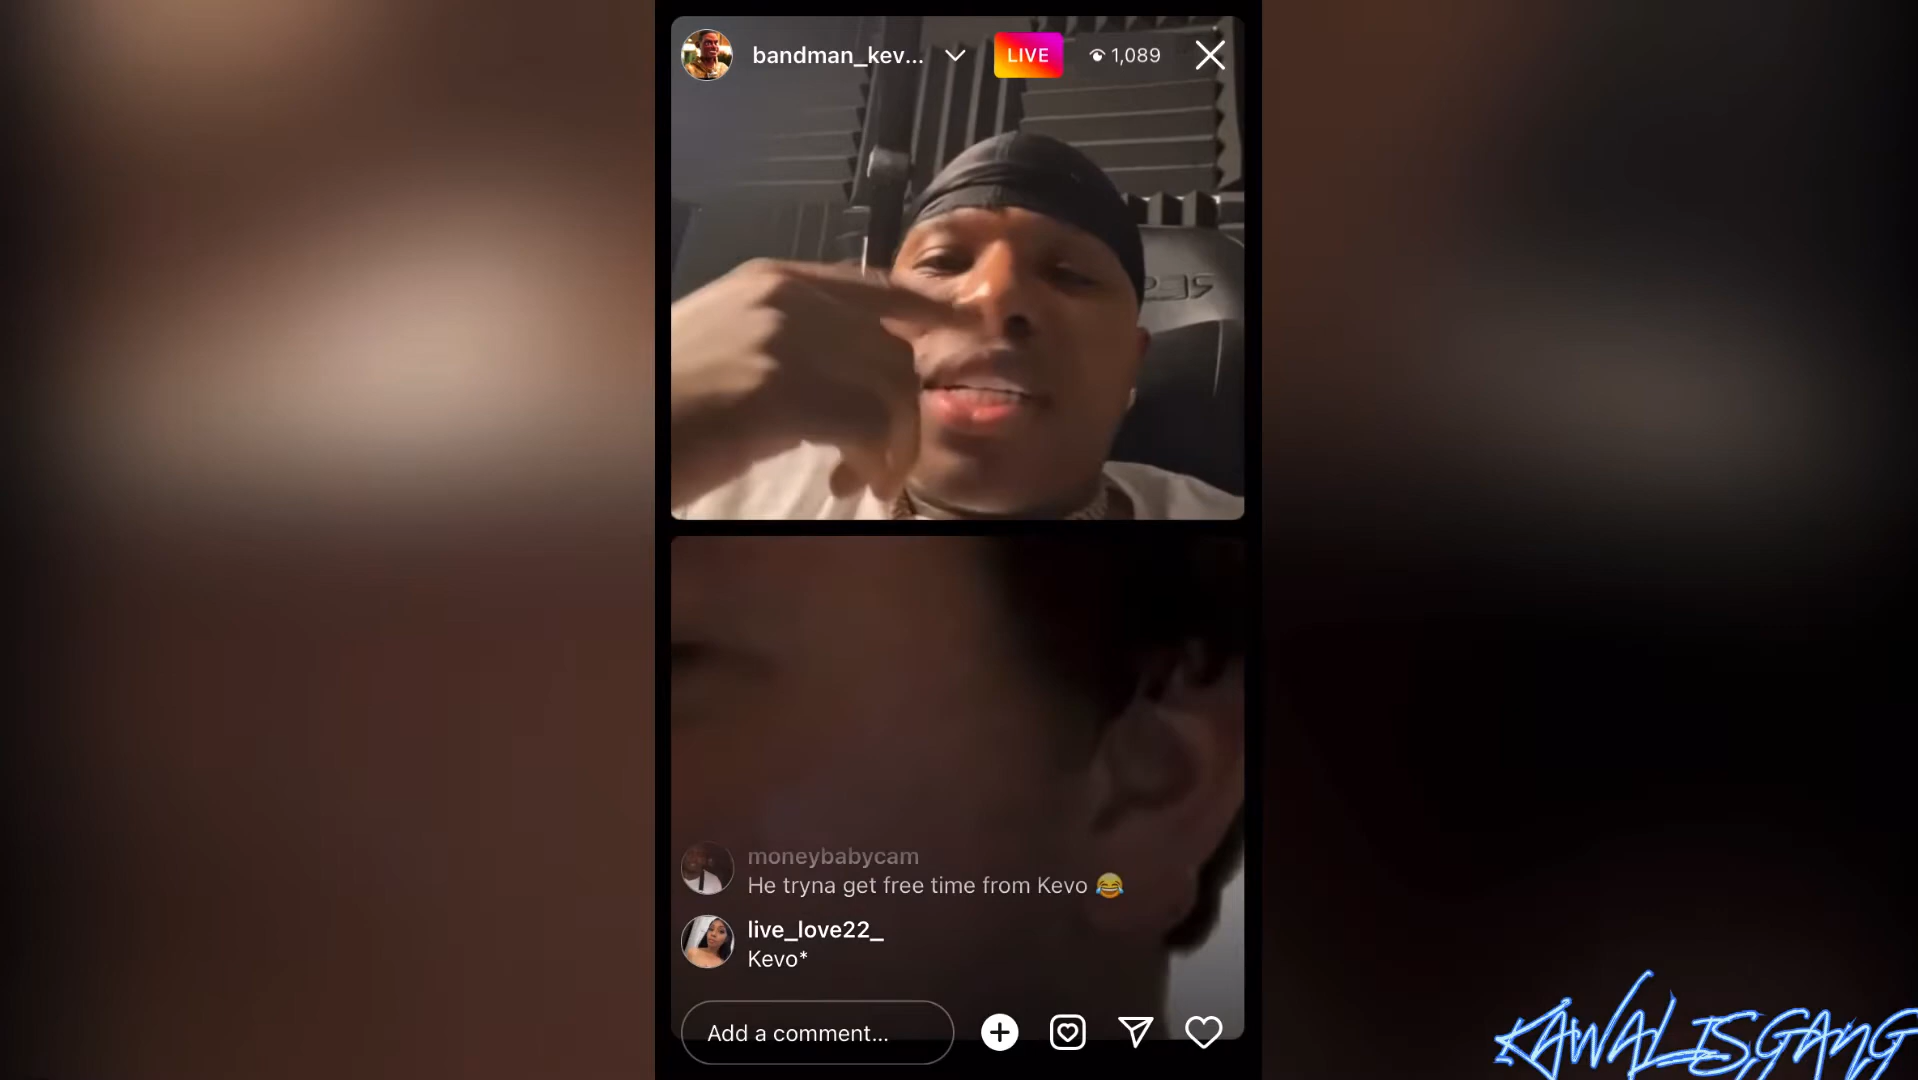 bandman_kev...
LIVE
1,089
moneybabycam
He tryna get free time from Kevo 😂
live_love22_
Kevo*
Add a comment...
KAWALISGANG